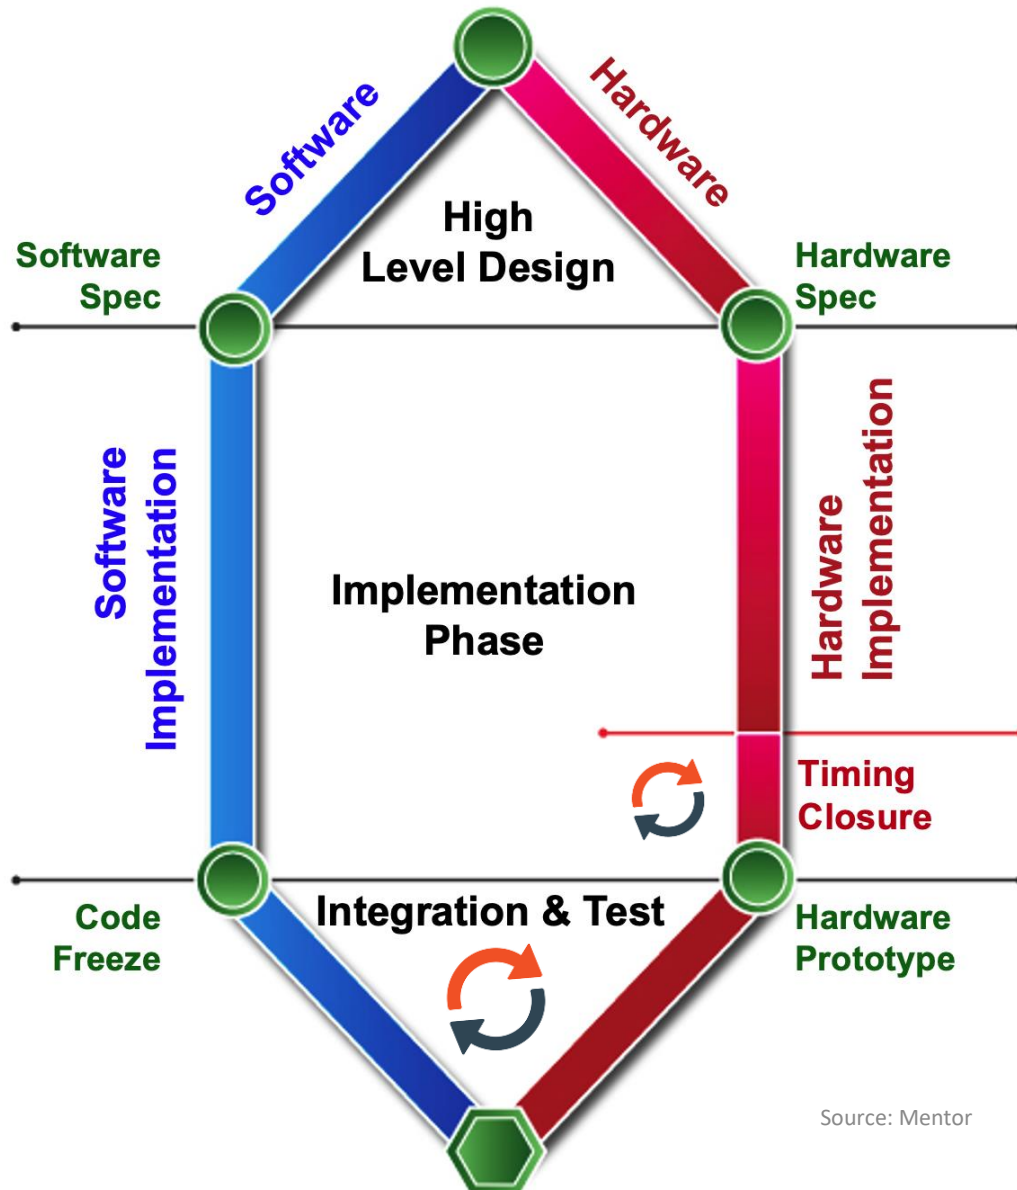 Software
Hardware
High
Level Design
Software
Spec
Hardware
Spec
Software
Implementation
Implementation
Phase
Hardware
Implementation
Timing
Closure
Integration & Test
Code
Freeze
Hardware
Prototype
Source: Mentor